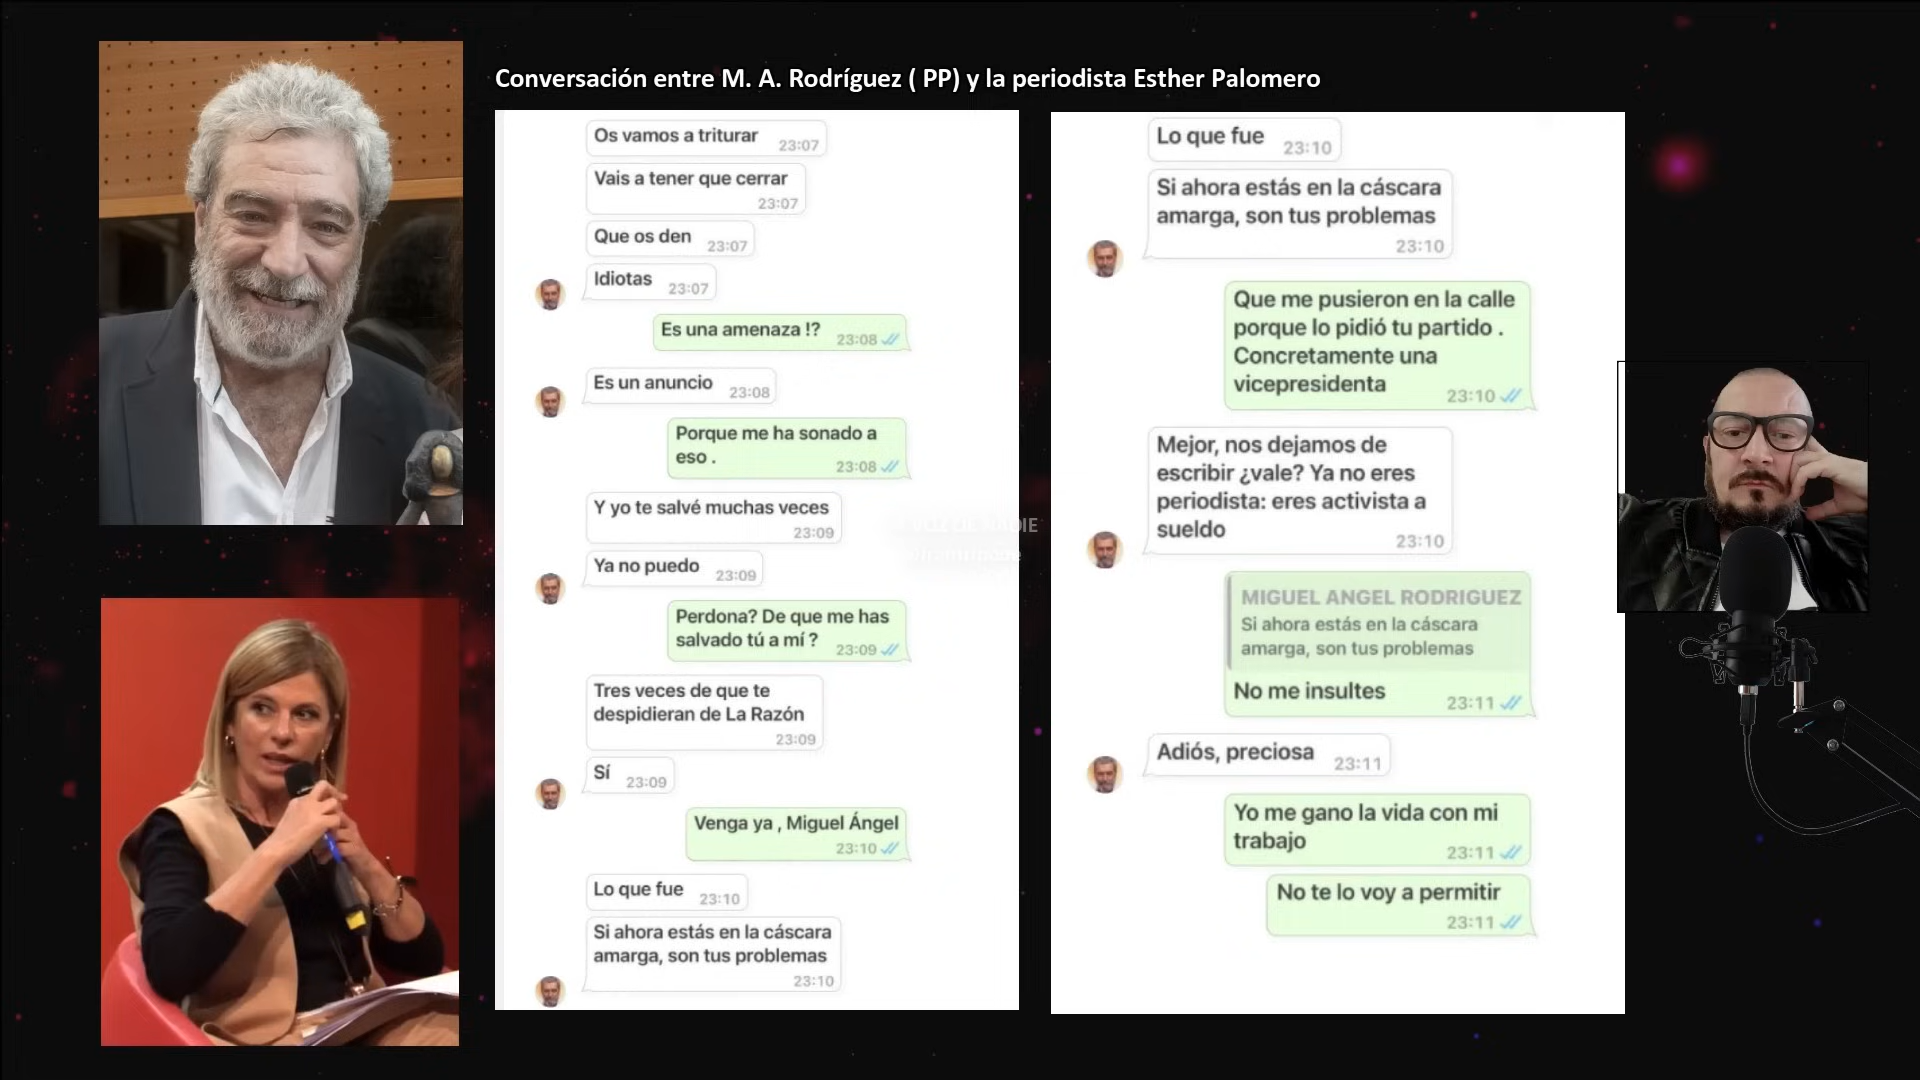 Conversación entre M. A. Rodríguez ( PP) y la periodista Esther Palomero
Os vamos a triturar 23:07
Vais a tener que cerrar
23:07
Que os den 23:07
Idiotas 23:07
Es una amenaza !? 23:08
Es un anuncio 23:08
Porque me ha sonado a
eso . 23:08
Y yo te salvé muchas veces
23:09
Ya no puedo 23:09
Perdona? De que me has
salvado tú a mí ? 23:09
Tres veces de que te
despidieran de La Razón
23:09
Sí 23:09
Venga ya , Miguel Ángel
23:10
Lo que fue 23:10
Si ahora estás en la cáscara
amarga, son tus problemas
23:10
Lo que fue 23:10
Si ahora estás en la cáscara
amarga, son tus problemas
23:10
Que me pusieron en la calle
porque lo pidió tu partido .
Concretamente una
vicepresidenta 23:10
Mejor, nos dejamos de
escribir ¿vale? Ya no eres
periodista: eres activista a
sueldo 23:10
MIGUEL ANGEL RODRIGUEZ
Si ahora estás en la cáscara
amarga, son tus problemas
No me insultes 23:11
Adiós, preciosa 23:11
Yo me gano la vida con mi
trabajo 23:11
No te lo voy a permitir
23:11